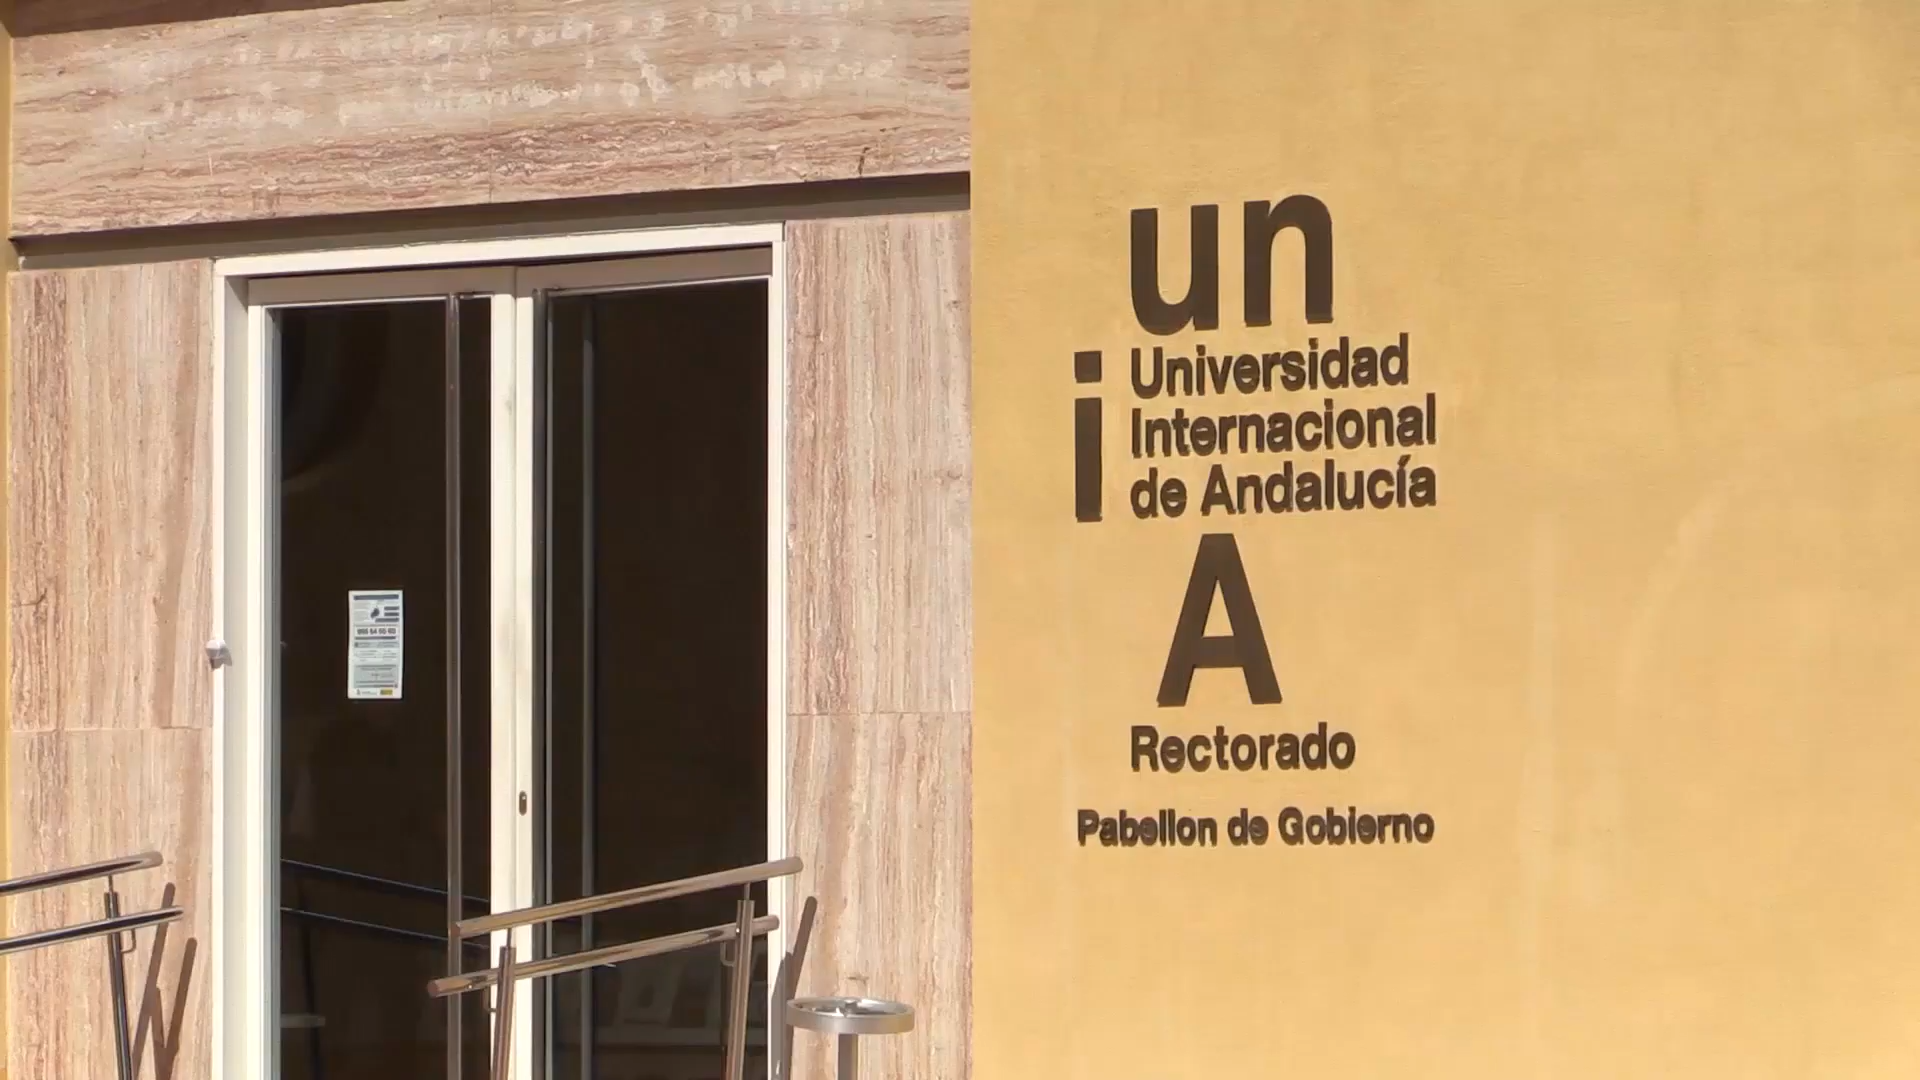 un
i
Universidad
Internacional
de Andalucía
A
Rectorado
Pabellon de Gobierno